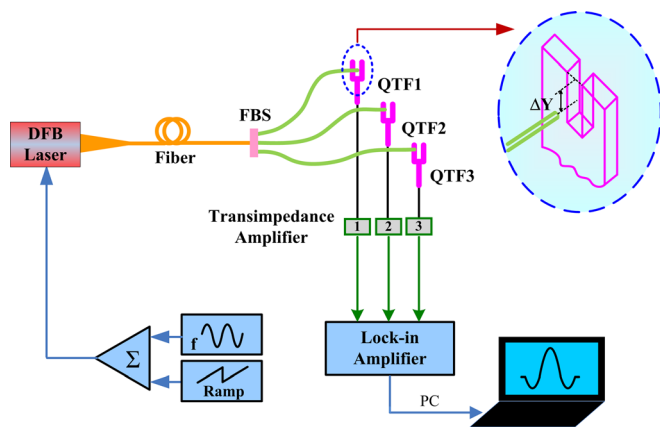 DFB
Laser
Fiber
FBS
QTF1
QTF2
QTF3
ΔY
Transimpedance
Amplifier
1
2
3
f
Σ
Ramp
Lock-in
Amplifier
PC